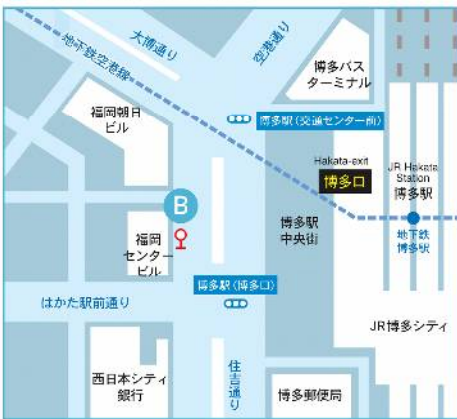 大博通り
空港通り
地下鉄空港線
博多バス
ターミナル
福岡朝日
ビル
博多駅(交通センター前)
Hakata-exit
博多口
JR Hakata
Station
博多駅
B
博多駅
中央街
地下鉄
博多駅
福岡
センター
ビル
博多駅(博多口)
はかた駅前通り
JR博多シティ
西日本シティ
銀行
住吉通り
博多郵便局